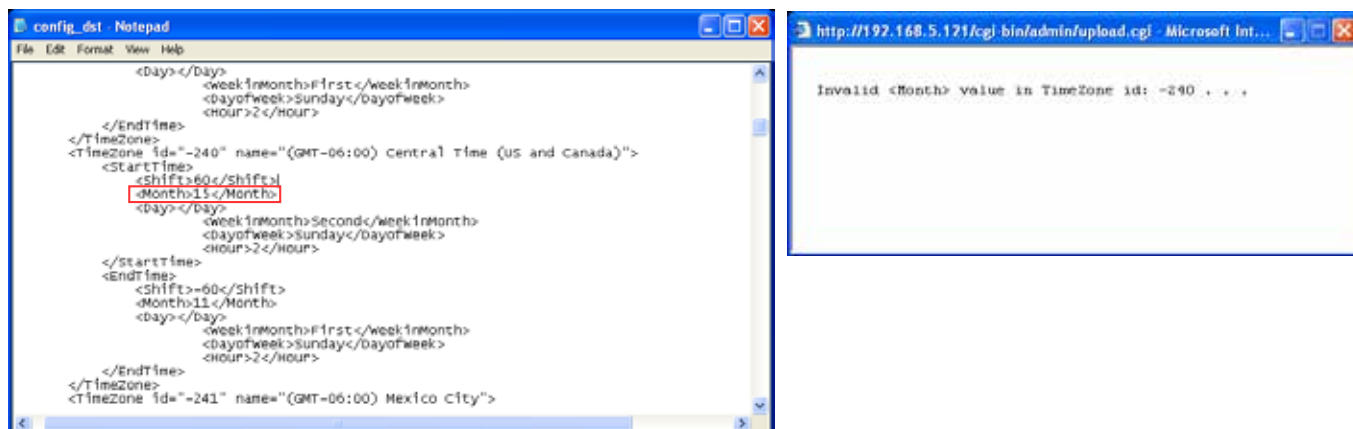 config_dst - Notepad
File Edit Format View Help
<Day></Day>
<WeekinMonth>First</WeekinMonth>
<DayofWeek>Sunday</DayofWeek>
<Hour>2</Hour>
</EndTime>
</TimeZone>
<TimeZone id="-240" name="(GMT-06:00) Central Time (US and Canada)">
<StartTime>
<Shift>60</Shift>
<Month>15</Month>
<Day></Day>
<WeekinMonth>Second</WeekinMonth>
<DayofWeek>Sunday</DayofWeek>
<Hour>2</Hour>
</StartTime>
<EndTime>
<Shift>-60</Shift>
<Month>11</Month>
<Day></Day>
<WeekinMonth>First</WeekinMonth>
<DayofWeek>Sunday</DayofWeek>
<Hour>2</Hour>
</EndTime>
</TimeZone>
<TimeZone id="-241" name="(GMT-06:00) Mexico City">
http://192.168.5.121/cgi-bin/admin/upload.cgi - Microsoft Int...
Invalid <Month> value in TimeZone id: -240 . . .